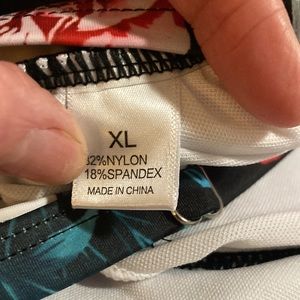 XL
82%NYLON
18%SPANDEX
MADE IN CHINA